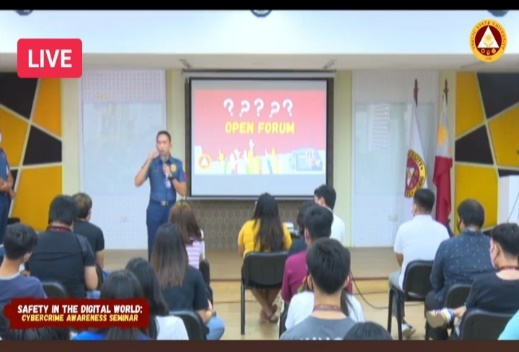 LIVE
? ? ? ? ?
OPEN FORUM
SAFETY IN THE DIGITAL WORLD:
CYBERCRIME AWARENESS SEMINAR